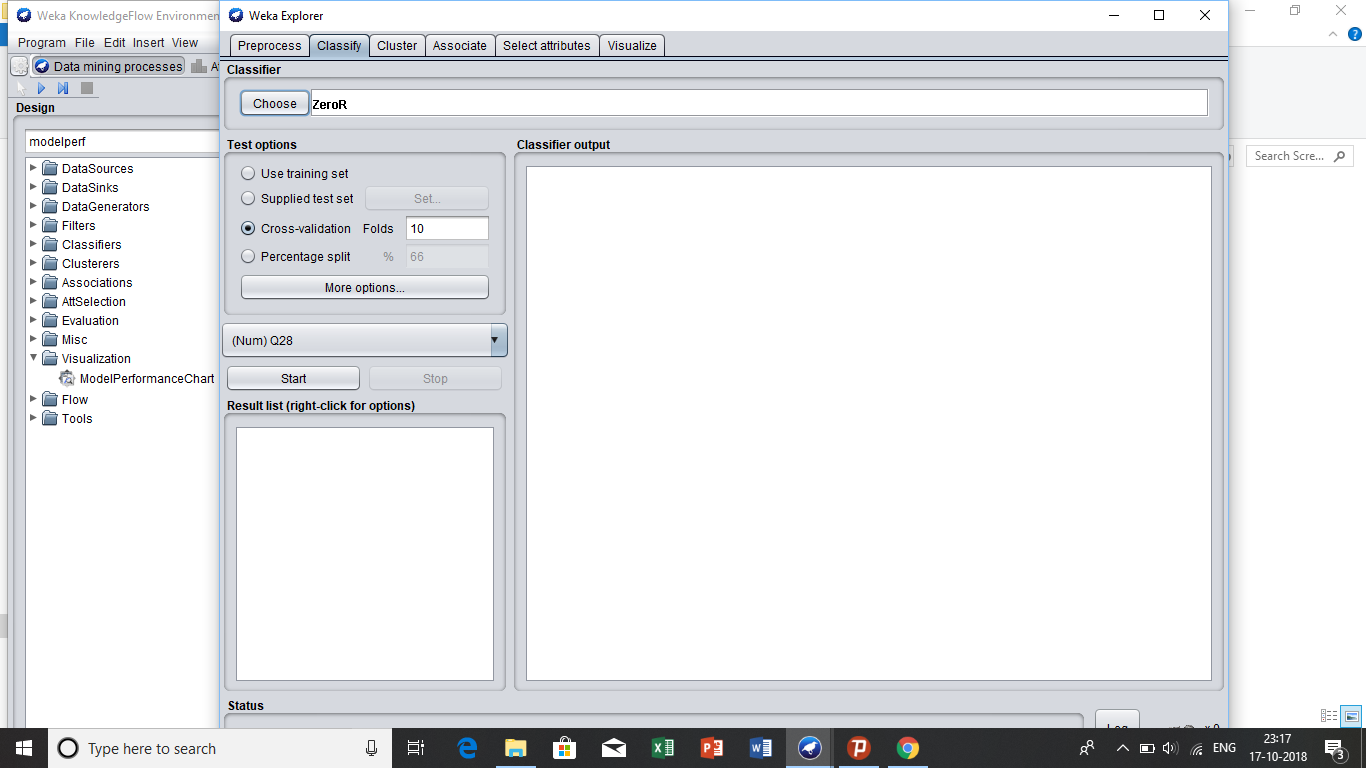 Weka KnowledgeFlow Environmen
Program File Edit Insert View
Data mining processes
Design
modelperf
DataSources
DataSinks
DataGenerators
Filters
Classifiers
Clusterers
Associations
AttSelection
Evaluation
Misc
Visualization
ModelPerformanceChart
Flow
Tools
Weka Explorer
Preprocess Classify Cluster Associate Select attributes Visualize
Classifier
Choose ZeroR
Test options
Use training set
Supplied test set Set...
Cross-validation Folds 10
Percentage split % 66
More options...
(Num) Q28
Start Stop
Result list (right-click for options)
Classifier output
Status
Log
x 0
Search Scre...
Type here to search
ENG
23:17
17-10-2018
3